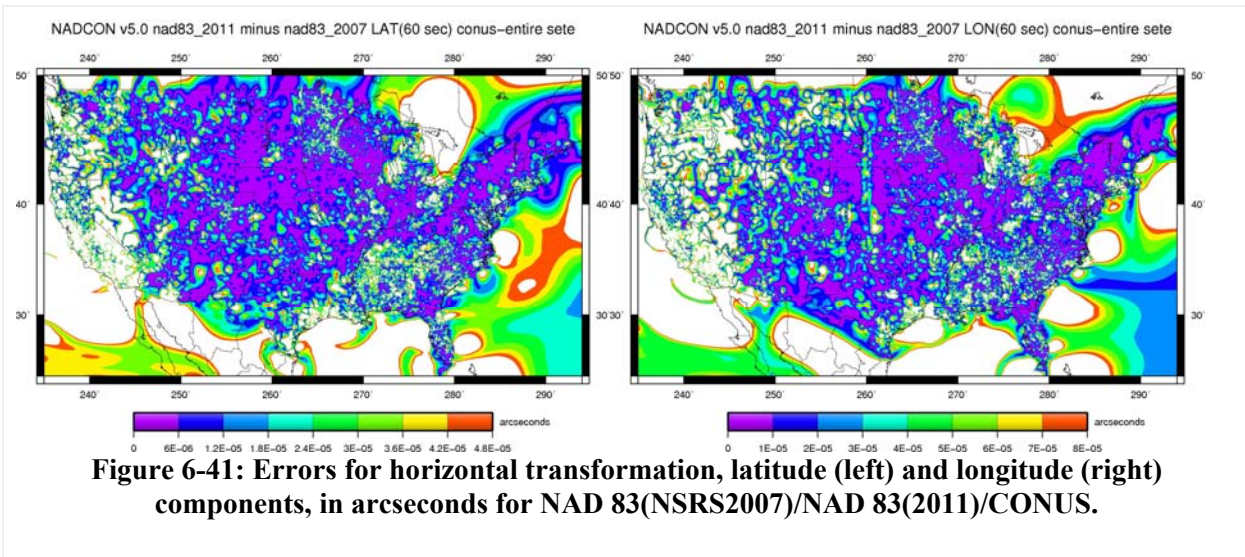 NADCON v5.0 nad83_2011 minus nad83_2007 LAT(60 sec) conus-entire sete
240˚ 250˚ 260˚ 270˚ 280˚ 290˚
50˚
40˚
30˚
240˚ 250˚ 260˚ 270˚ 280˚ 290˚
arcseconds
0 6E-06 1.2E-05 1.8E-05 2.4E-05 3E-05 3.6E-05 4.2E-05 4.8E-05
NADCON v5.0 nad83_2011 minus nad83_2007 LON(60 sec) conus-entire sete
240˚ 250˚ 260˚ 270˚ 280˚ 290˚
50˚ 50˚
40˚ 40˚
30˚ 30˚
240˚ 250˚ 260˚ 270˚ 280˚ 290˚
arcseconds
0 1E-05 2E-05 3E-05 4E-05 5E-05 6E-05 7E-05 8E-05
Figure 6-41: Errors for horizontal transformation, latitude (left) and longitude (right)
components, in arcseconds for NAD 83(NSRS2007)/NAD 83(2011)/CONUS.